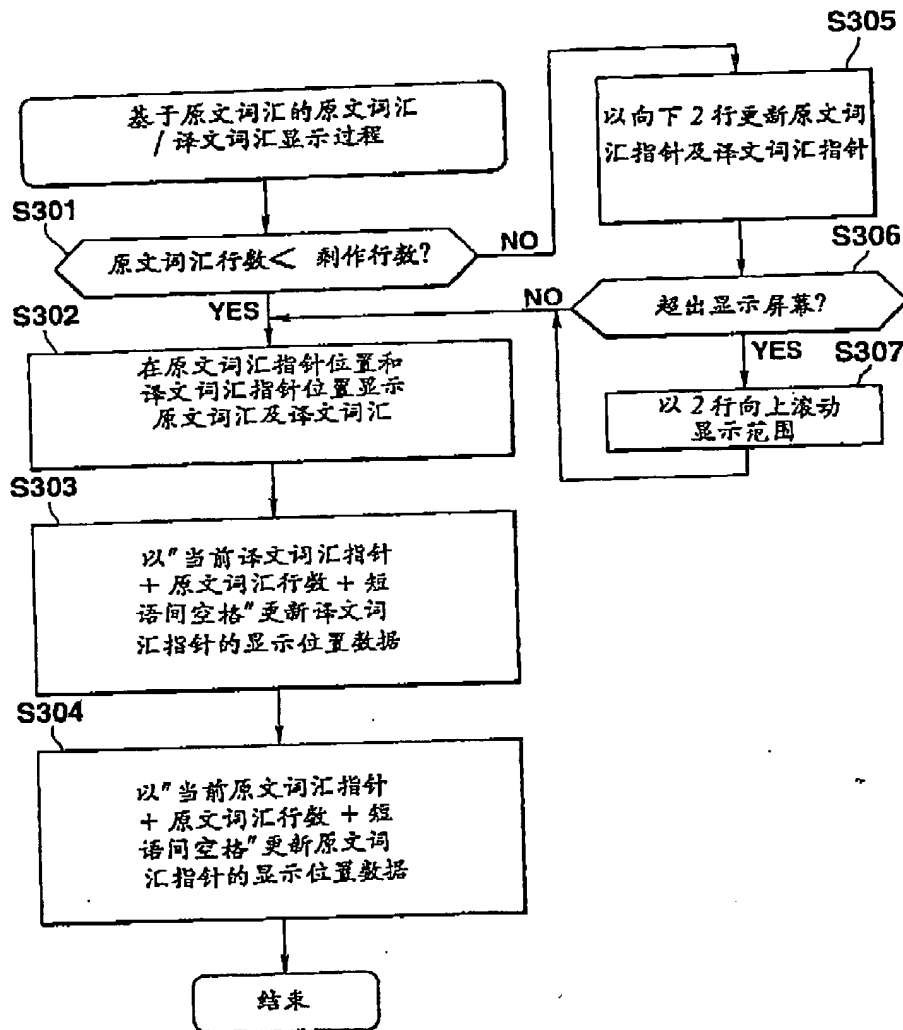 基于原文词汇的原文词汇
/译文词汇显示过程
S301
原文词汇行数< 剩作行数?
NO
YES
S302
在原文词汇指针位置和
译文词汇指针位置显示
原文词汇及译文词汇
S303
以"当前译文词汇指针
+原文词汇行数+短
语间空格"更新译文词
汇指针的显示位置数据
S304
以"当前原文词汇指针
+原文词汇行数+短
语间空格"更新原文词
汇指针的显示位置数据
结束
S305
以向下2行更新原文词
汇指针及译文词汇指针
S306
超出显示屏幕?
NO
YES
S307
以2行向上滚动
显示范围